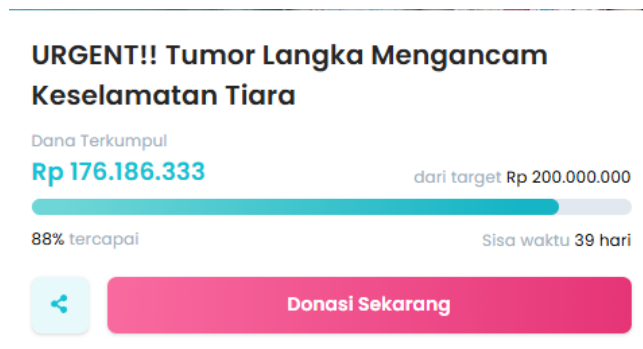 URGENT!! Tumor Langka Mengancam
Keselamatan Tiara
Dana Terkumpul
Rp 176.186.333
dari target Rp 200.000.000
88% tercapai
Sisa waktu 39 hari
Donasi Sekarang